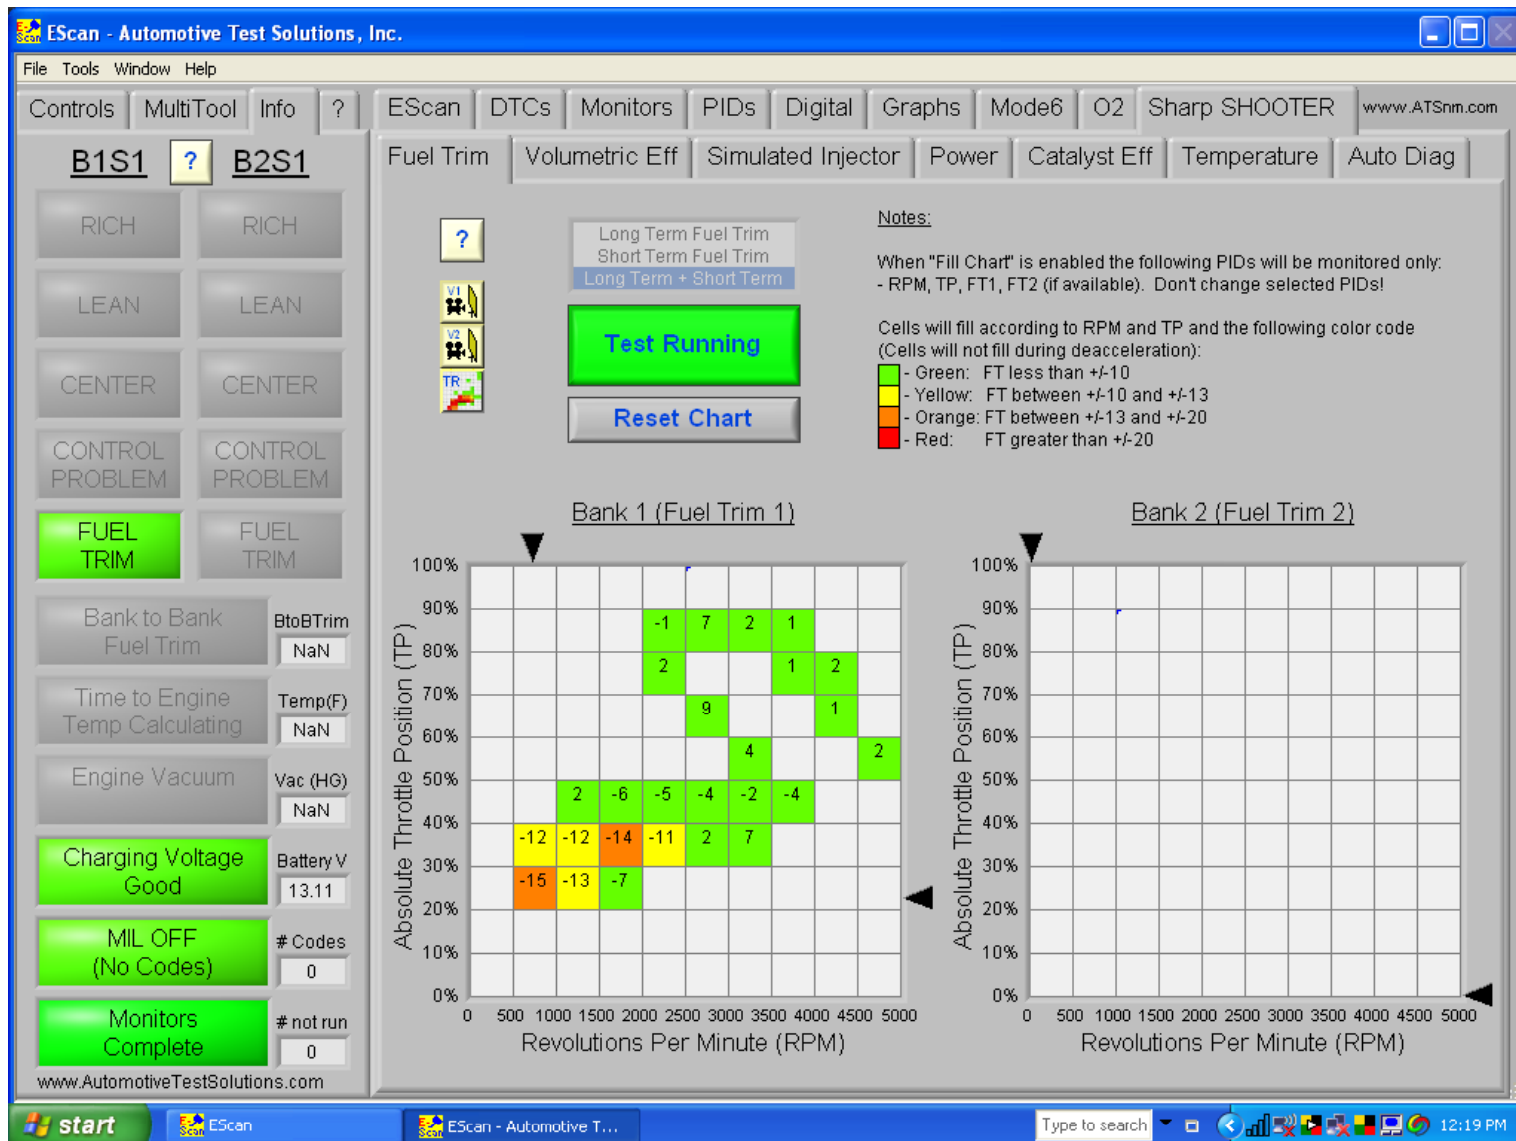 EScan - Automotive Test Solutions, Inc.
File Tools Window Help
Controls MultiTool Info ?
EScan DTCs Monitors PIDs Digital Graphs Mode6 O2 Sharp SHOOTER www.ATSnm.com
Fuel Trim Volumetric Eff Simulated Injector Power Catalyst Eff Temperature Auto Diag
B1S1 ? B2S1
RICH RICH
LEAN LEAN
CENTER CENTER
CONTROL PROBLEM CONTROL PROBLEM
FUEL TRIM FUEL TRIM
Bank to Bank Fuel Trim
BtoBTrim
NaN
Time to Engine Temp Calculating
Temp(F)
NaN
Engine Vacuum
Vac (HG)
NaN
Charging Voltage Good
Battery V
13.11
MIL OFF (No Codes)
# Codes
0
Monitors Complete
# not run
0
www.AutomotiveTestSolutions.com
?
V1
V2
TR
Long Term Fuel Trim
Short Term Fuel Trim
Long Term + Short Term
Test Running
Reset Chart
Notes:
When "Fill Chart" is enabled the following PIDs will be monitored only:
- RPM, TP, FT1, FT2 (if available). Don't change selected PIDs!
Cells will fill according to RPM and TP and the following color code
(Cells will not fill during deacceleration):
- Green: FT less than +/-10
- Yellow: FT between +/-10 and +/-13
- Orange: FT between +/-13 and +/-20
- Red: FT greater than +/-20
Bank 1 (Fuel Trim 1)
Absolute Throttle Position (TP)
100%
90%
-1 7 2 1
80%
2 1 2
70%
9 1
60%
4 2
50%
2 -6 -5 -4 -2 -4
40%
-12 -12 -14 -11 2 7
30%
-15 -13 -7
20%
10%
0%
0 500 1000 1500 2000 2500 3000 3500 4000 4500 5000
Revolutions Per Minute (RPM)
Bank 2 (Fuel Trim 2)
Absolute Throttle Position (TP)
100%
90%
80%
70%
60%
50%
40%
30%
20%
10%
0%
0 500 1000 1500 2000 2500 3000 3500 4000 4500 5000
Revolutions Per Minute (RPM)
start EScan EScan - Automotive T... Type to search 12:19 PM